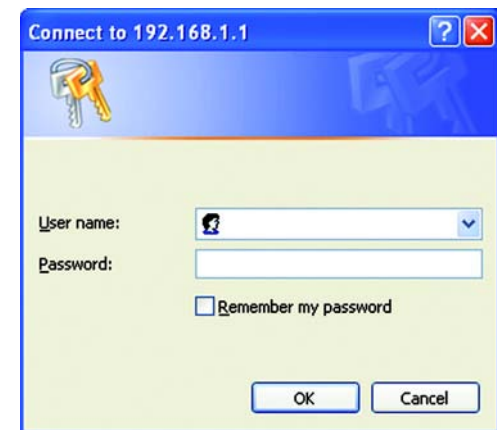 Connect to 192.168.1.1
?
User name:
Password:
Remember my password
OK Cancel